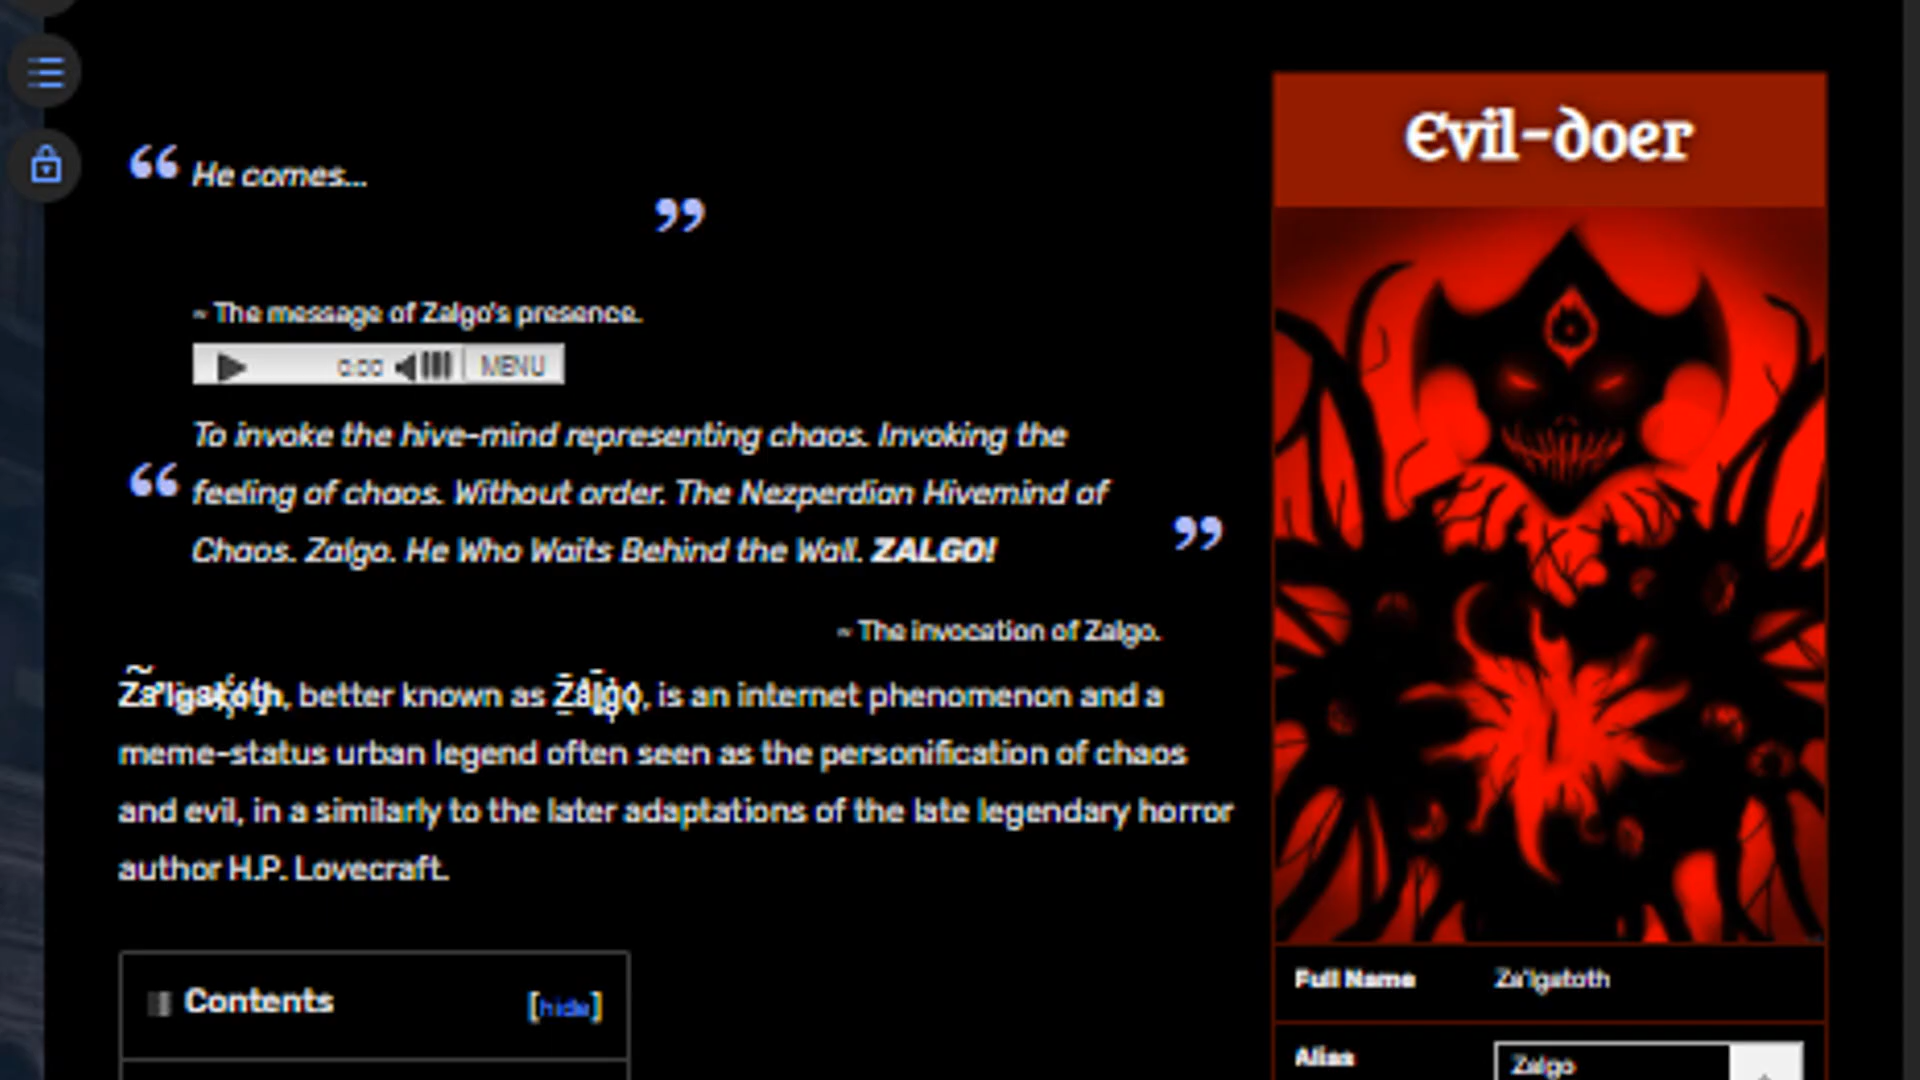 “ He comes...
”
~ The message of Zalgo's presence.
0:00 MENU
To invoke the hive-mind representing chaos. Invoking the
“ feeling of chaos. Without order. The Nezperdian Hivemind of
Chaos. Zalgo. He Who Waits Behind the Wall. ZALGO!
”
~ The invocation of Zalgo.
Za'lgatoth, better known as Zalgo, is an internet phenomenon and a
meme-status urban legend often seen as the personification of chaos
and evil, in a similarly to the later adaptations of the late legendary horror
author H.P. Lovecraft.
Contents [hide]
Evil-doer
Full Name Za'lgatoth
Alias Zalgo